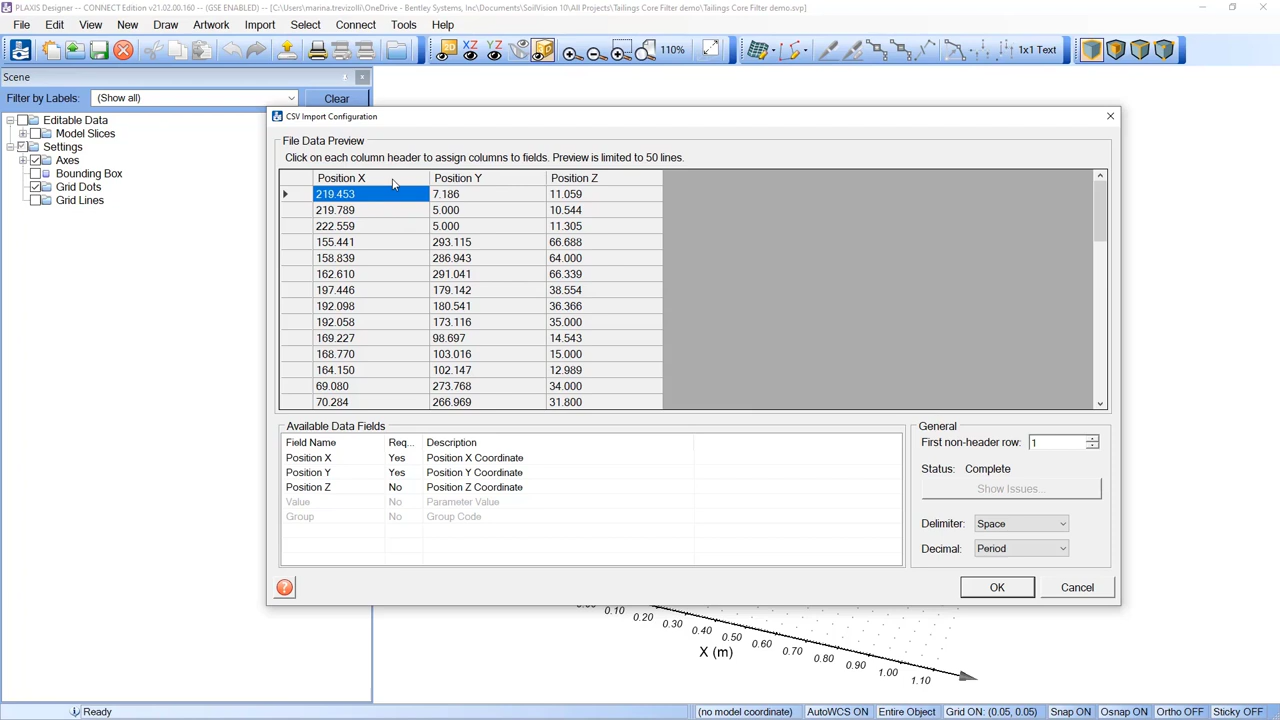 PLAXIS Designer -- CONNECT Edition v21.02.00.160 -- (GSE ENABLED) -- [C:\Users\marina.trevizolli\OneDrive - Bentley Systems, Inc\Documents\SoilVision 10\All Projects\Tailings Core Filter demo\Tailings Core Filter demo.svp]
File Edit View New Draw Artwork Import Select Connect Tools Help
2D XZ YZ 3D 110% 1x1 Text
Scene
Filter by Labels: (Show all) Clear
Editable Data
Model Slices
Settings
Axes
Bounding Box
Grid Dots
Grid Lines
CSV Import Configuration
File Data Preview
Click on each column header to assign columns to fields. Preview is limited to 50 lines.
Position X Position Y Position Z
219.453 7.186 11.059
219.789 5.000 10.544
222.559 5.000 11.305
155.441 293.115 66.688
158.839 286.943 64.000
162.610 291.041 66.339
197.446 179.142 38.554
192.098 180.541 36.366
192.058 173.116 35.000
169.227 98.697 14.543
168.770 103.016 15.000
164.150 102.147 12.989
69.080 273.768 34.000
70.284 266.969 31.800
Available Data Fields
Field Name Req... Description
Position X Yes Position X Coordinate
Position Y Yes Position Y Coordinate
Position Z No Position Z Coordinate
Value No Parameter Value
Group No Group Code
General
First non-header row: 1
Status: Complete
Show Issues...
Delimiter: Space
Decimal: Period
OK Cancel
0.10
0.20
0.30
0.40
0.50
0.60
0.70
0.80
0.90
1.00
1.10
X (m)
Ready (no model coordinate) AutoWCS ON Entire Object Grid ON: (0.05, 0.05) Snap ON Osnap ON Ortho OFF Sticky OFF